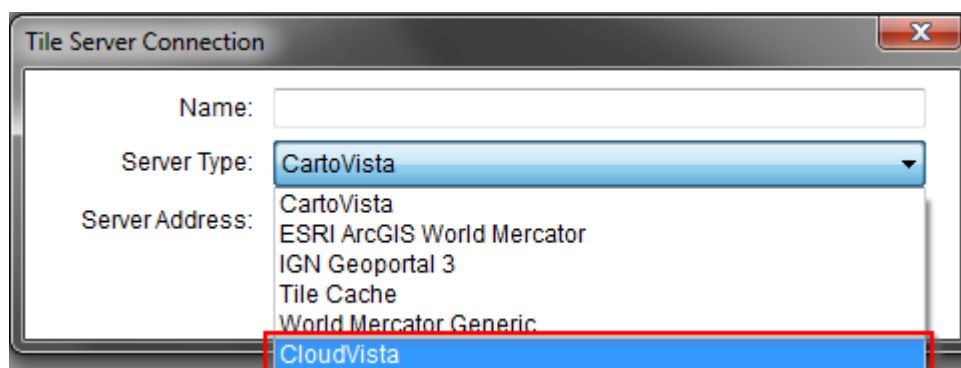 Tile Server Connection
Name:
Server Type: CartoVista
Server Address:
CartoVista
ESRI ArcGIS World Mercator
IGN Geoportal 3
Tile Cache
World Mercator Generic
CloudVista